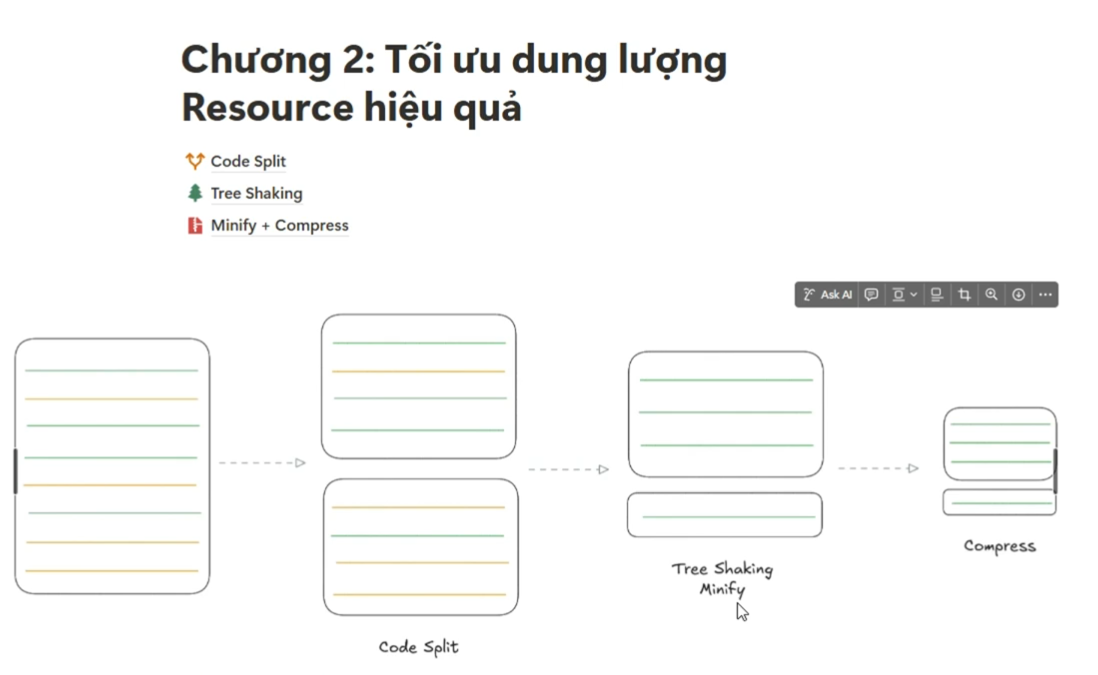 Chương 2: Tối ưu dung lượng
Resource hiệu quả
Code Split
Tree Shaking
Minify + Compress
Ask AI
Code Split
Tree Shaking
Minify
Compress